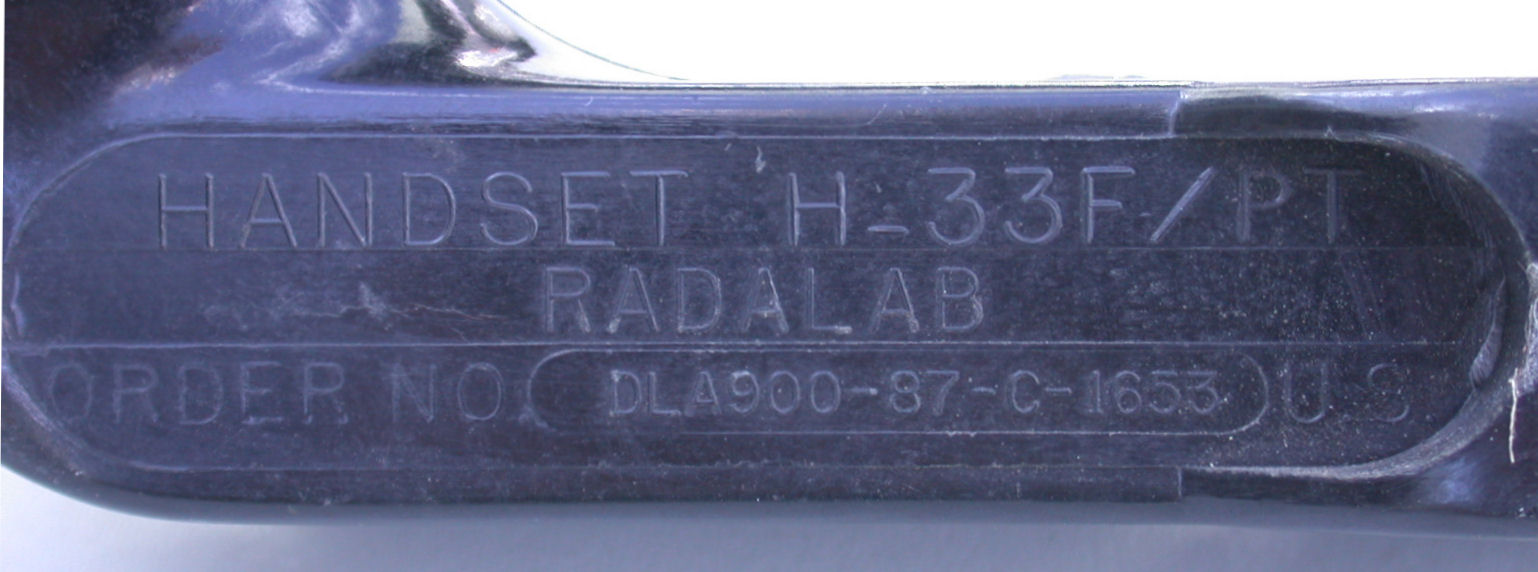 HANDSET H-33F/PT
RADALAB
ORDER NO. DLA900-87-C-1653 U S